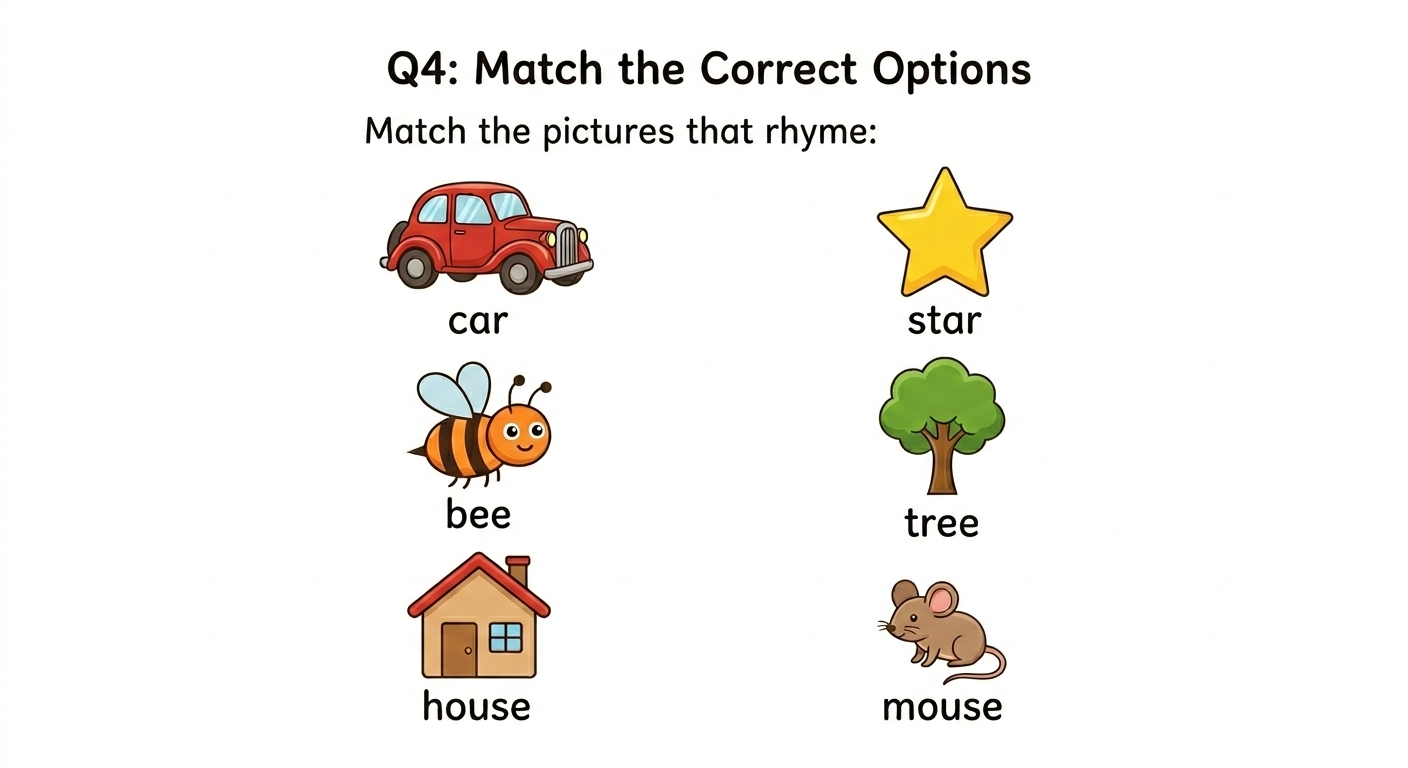 Q4: Match the Correct Options
Match the pictures that rhyme:
car
star
bee
tree
house
mouse